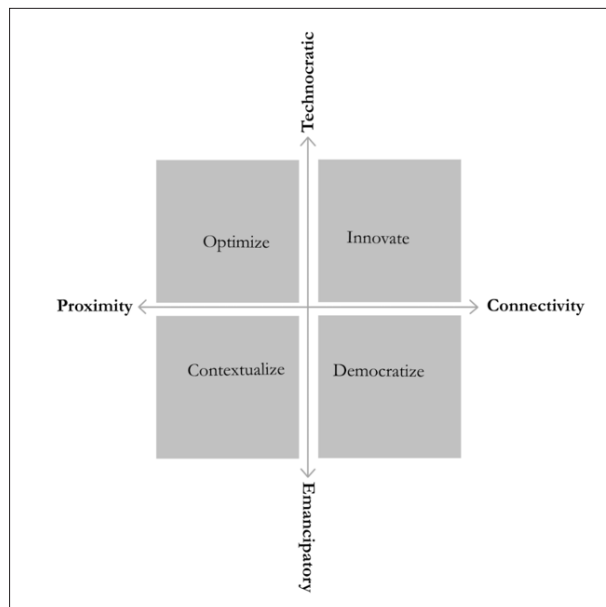 Technocratic
Optimize
Innovate
Proximity
Connectivity
Contextualize
Democratize
Emancipatory